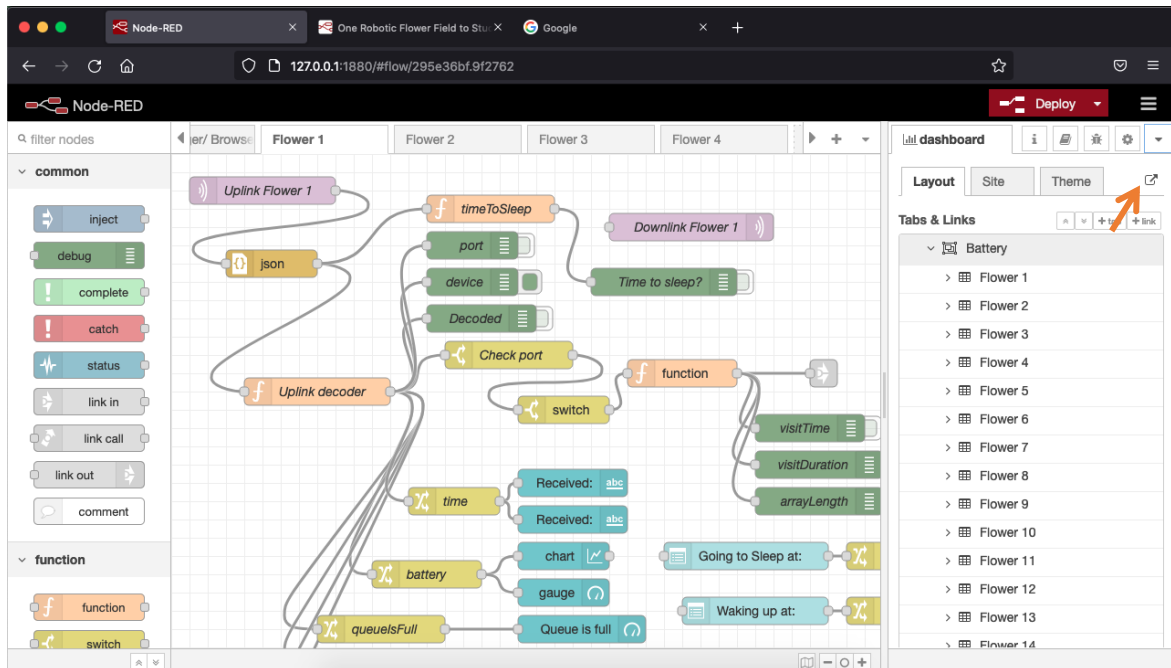 Node-RED
One Robotic Flower Field to Stu
Google
127.0.0.1:1880/#flow/295e36bf.9f2762
Node-RED
Deploy
filter nodes
er/ Browse
Flower 1
Flower 2
Flower 3
Flower 4
dashboard
i
common
inject
debug
complete
catch
status
link in
link call
link out
comment
function
function
switch
Uplink Flower 1
timeToSleep
Downlink Flower 1
json
port
device
Time to sleep?
Decoded
Check port
function
Uplink decoder
switch
visitTime
visitDuration
arrayLength
time
Received: abc
Received: abc
chart
Going to Sleep at:
battery
gauge
Waking up at:
queueIsFull
Queue is full
Layout
Site
Theme
Tabs & Links
+ta
+link
Battery
Flower 1
Flower 2
Flower 3
Flower 4
Flower 5
Flower 6
Flower 7
Flower 8
Flower 9
Flower 10
Flower 11
Flower 12
Flower 13
Flower 14